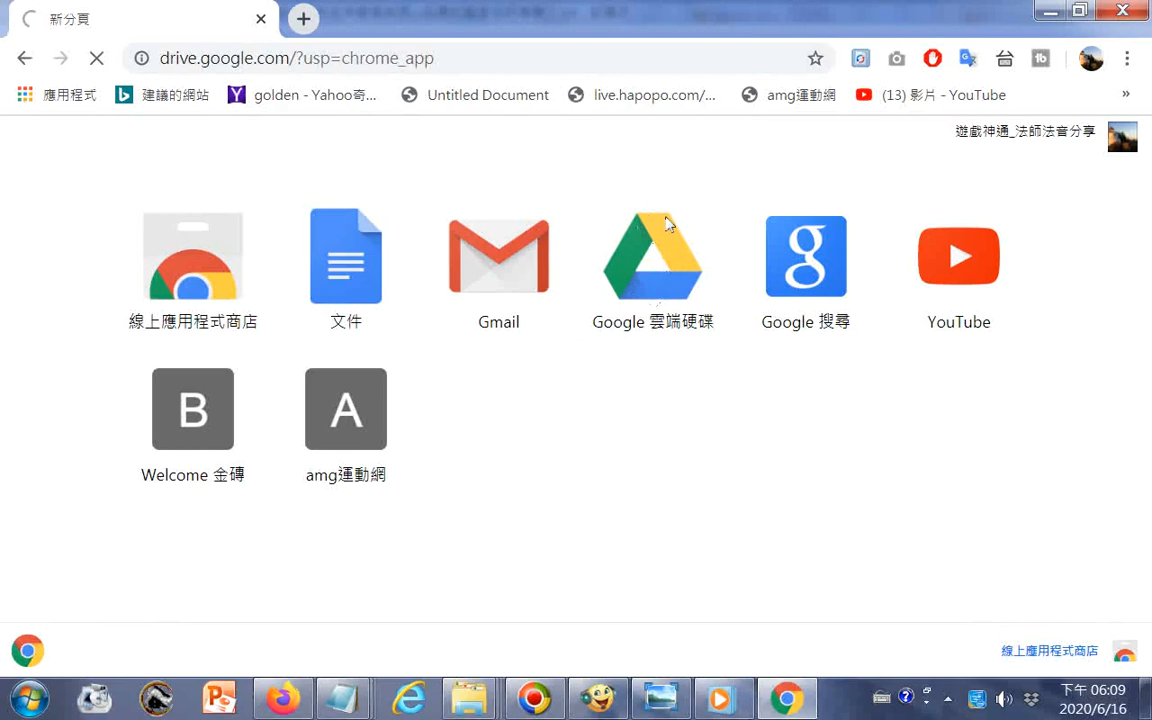 新分頁
drive.google.com/?usp=chrome_app
應用程式
建議的網站
golden - Yahoo奇...
Untitled Document
live.hapopo.com/...
amg運動網
(13) 影片 - YouTube
»
遊戲神通_法師法音分享
線上應用程式商店
文件
Gmail
Google 雲端硬碟
Google 搜尋
YouTube
B
A
Welcome 金磚
amg運動網
線上應用程式商店
下午 06:09
2020/6/16